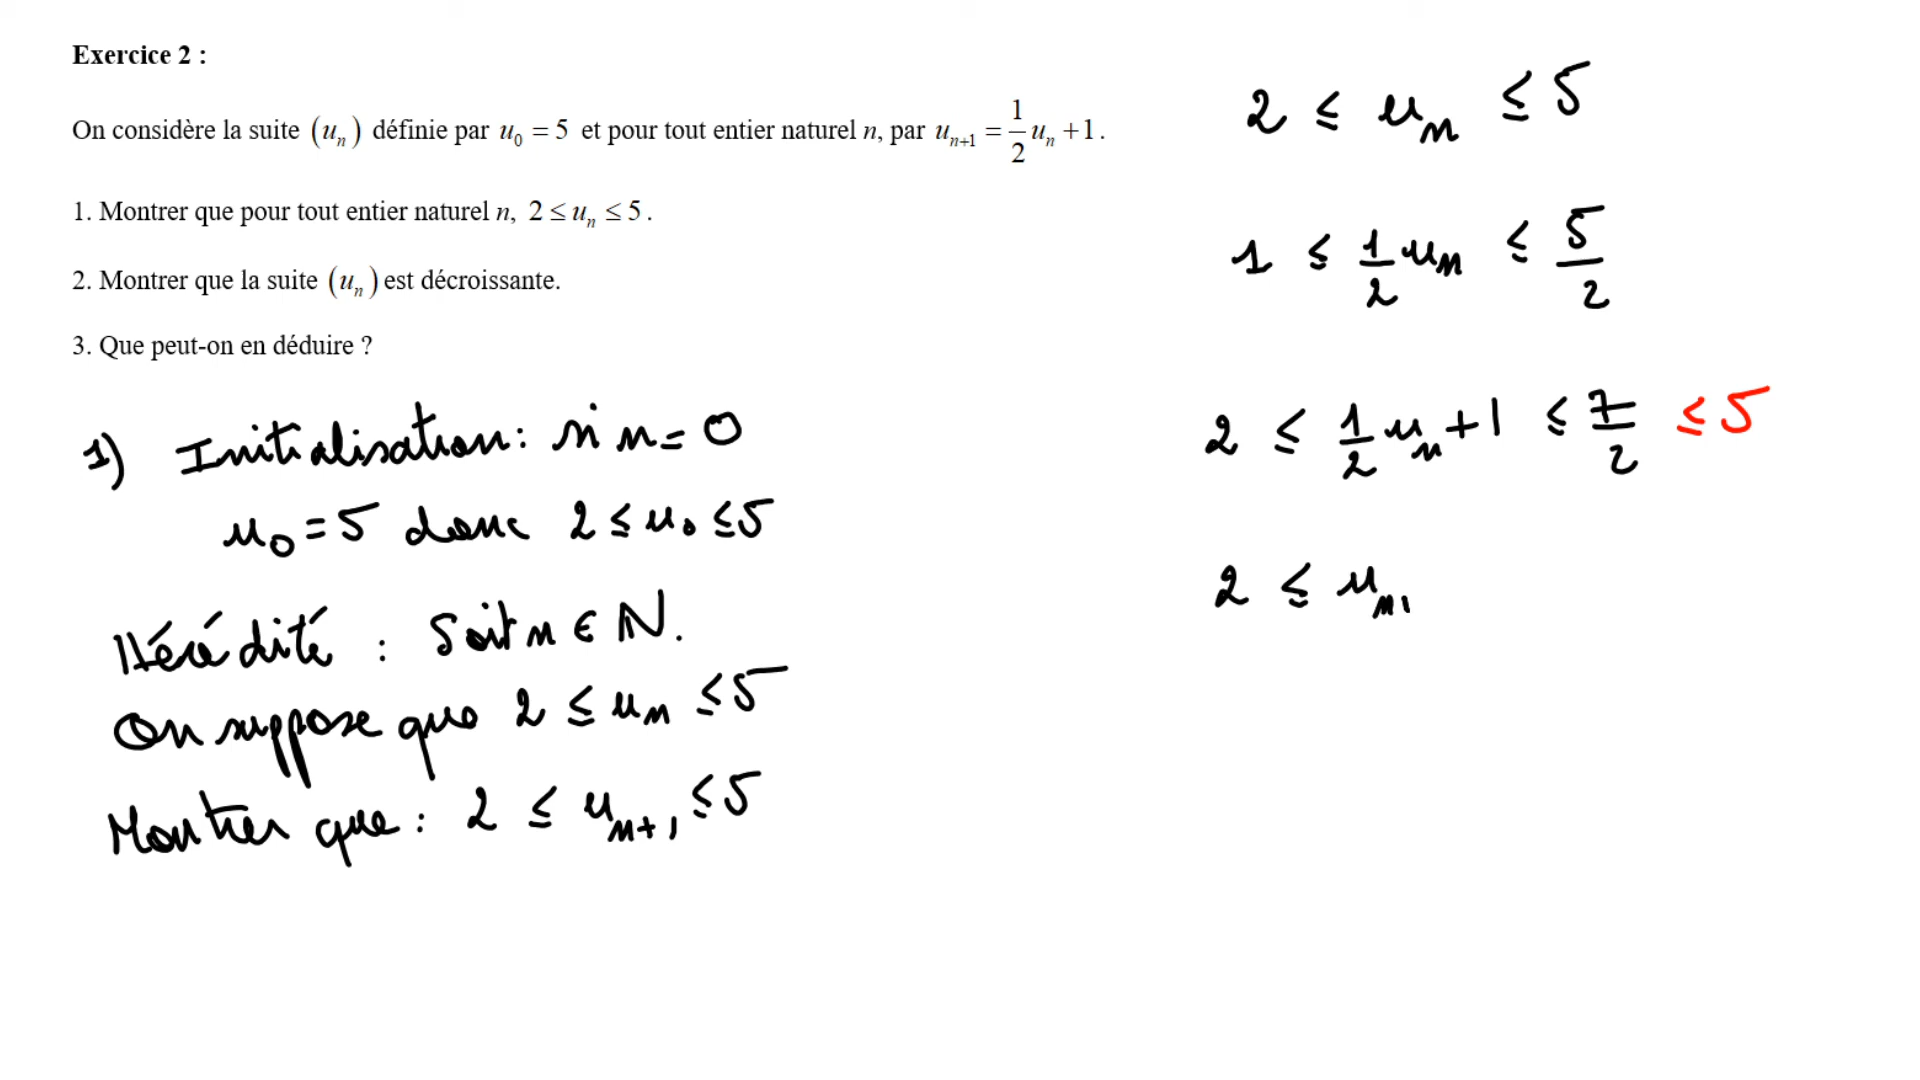 Exercice 2 :
On considère la suite (uₙ) définie par u₀ = 5 et pour tout entier naturel n, par uₙ₊₁ = 1/2 uₙ + 1.
1. Montrer que pour tout entier naturel n, 2 ≤ uₙ ≤ 5.
2. Montrer que la suite (uₙ) est décroissante.
3. Que peut-on en déduire ?
1) Initialisation : si n = 0
u₀ = 5 donc 2 ≤ u₀ ≤ 5
Hérédité : Soit n ∈ N.
On suppose que 2 ≤ uₙ ≤ 5
Montrer que : 2 ≤ uₙ₊₁ ≤ 5
2 ≤ uₙ ≤ 5
1 ≤ 1/2 uₙ ≤ 5/2
2 ≤ 1/2 uₙ + 1 ≤ 7/2 ≤ 5
2 ≤ uₙ₁